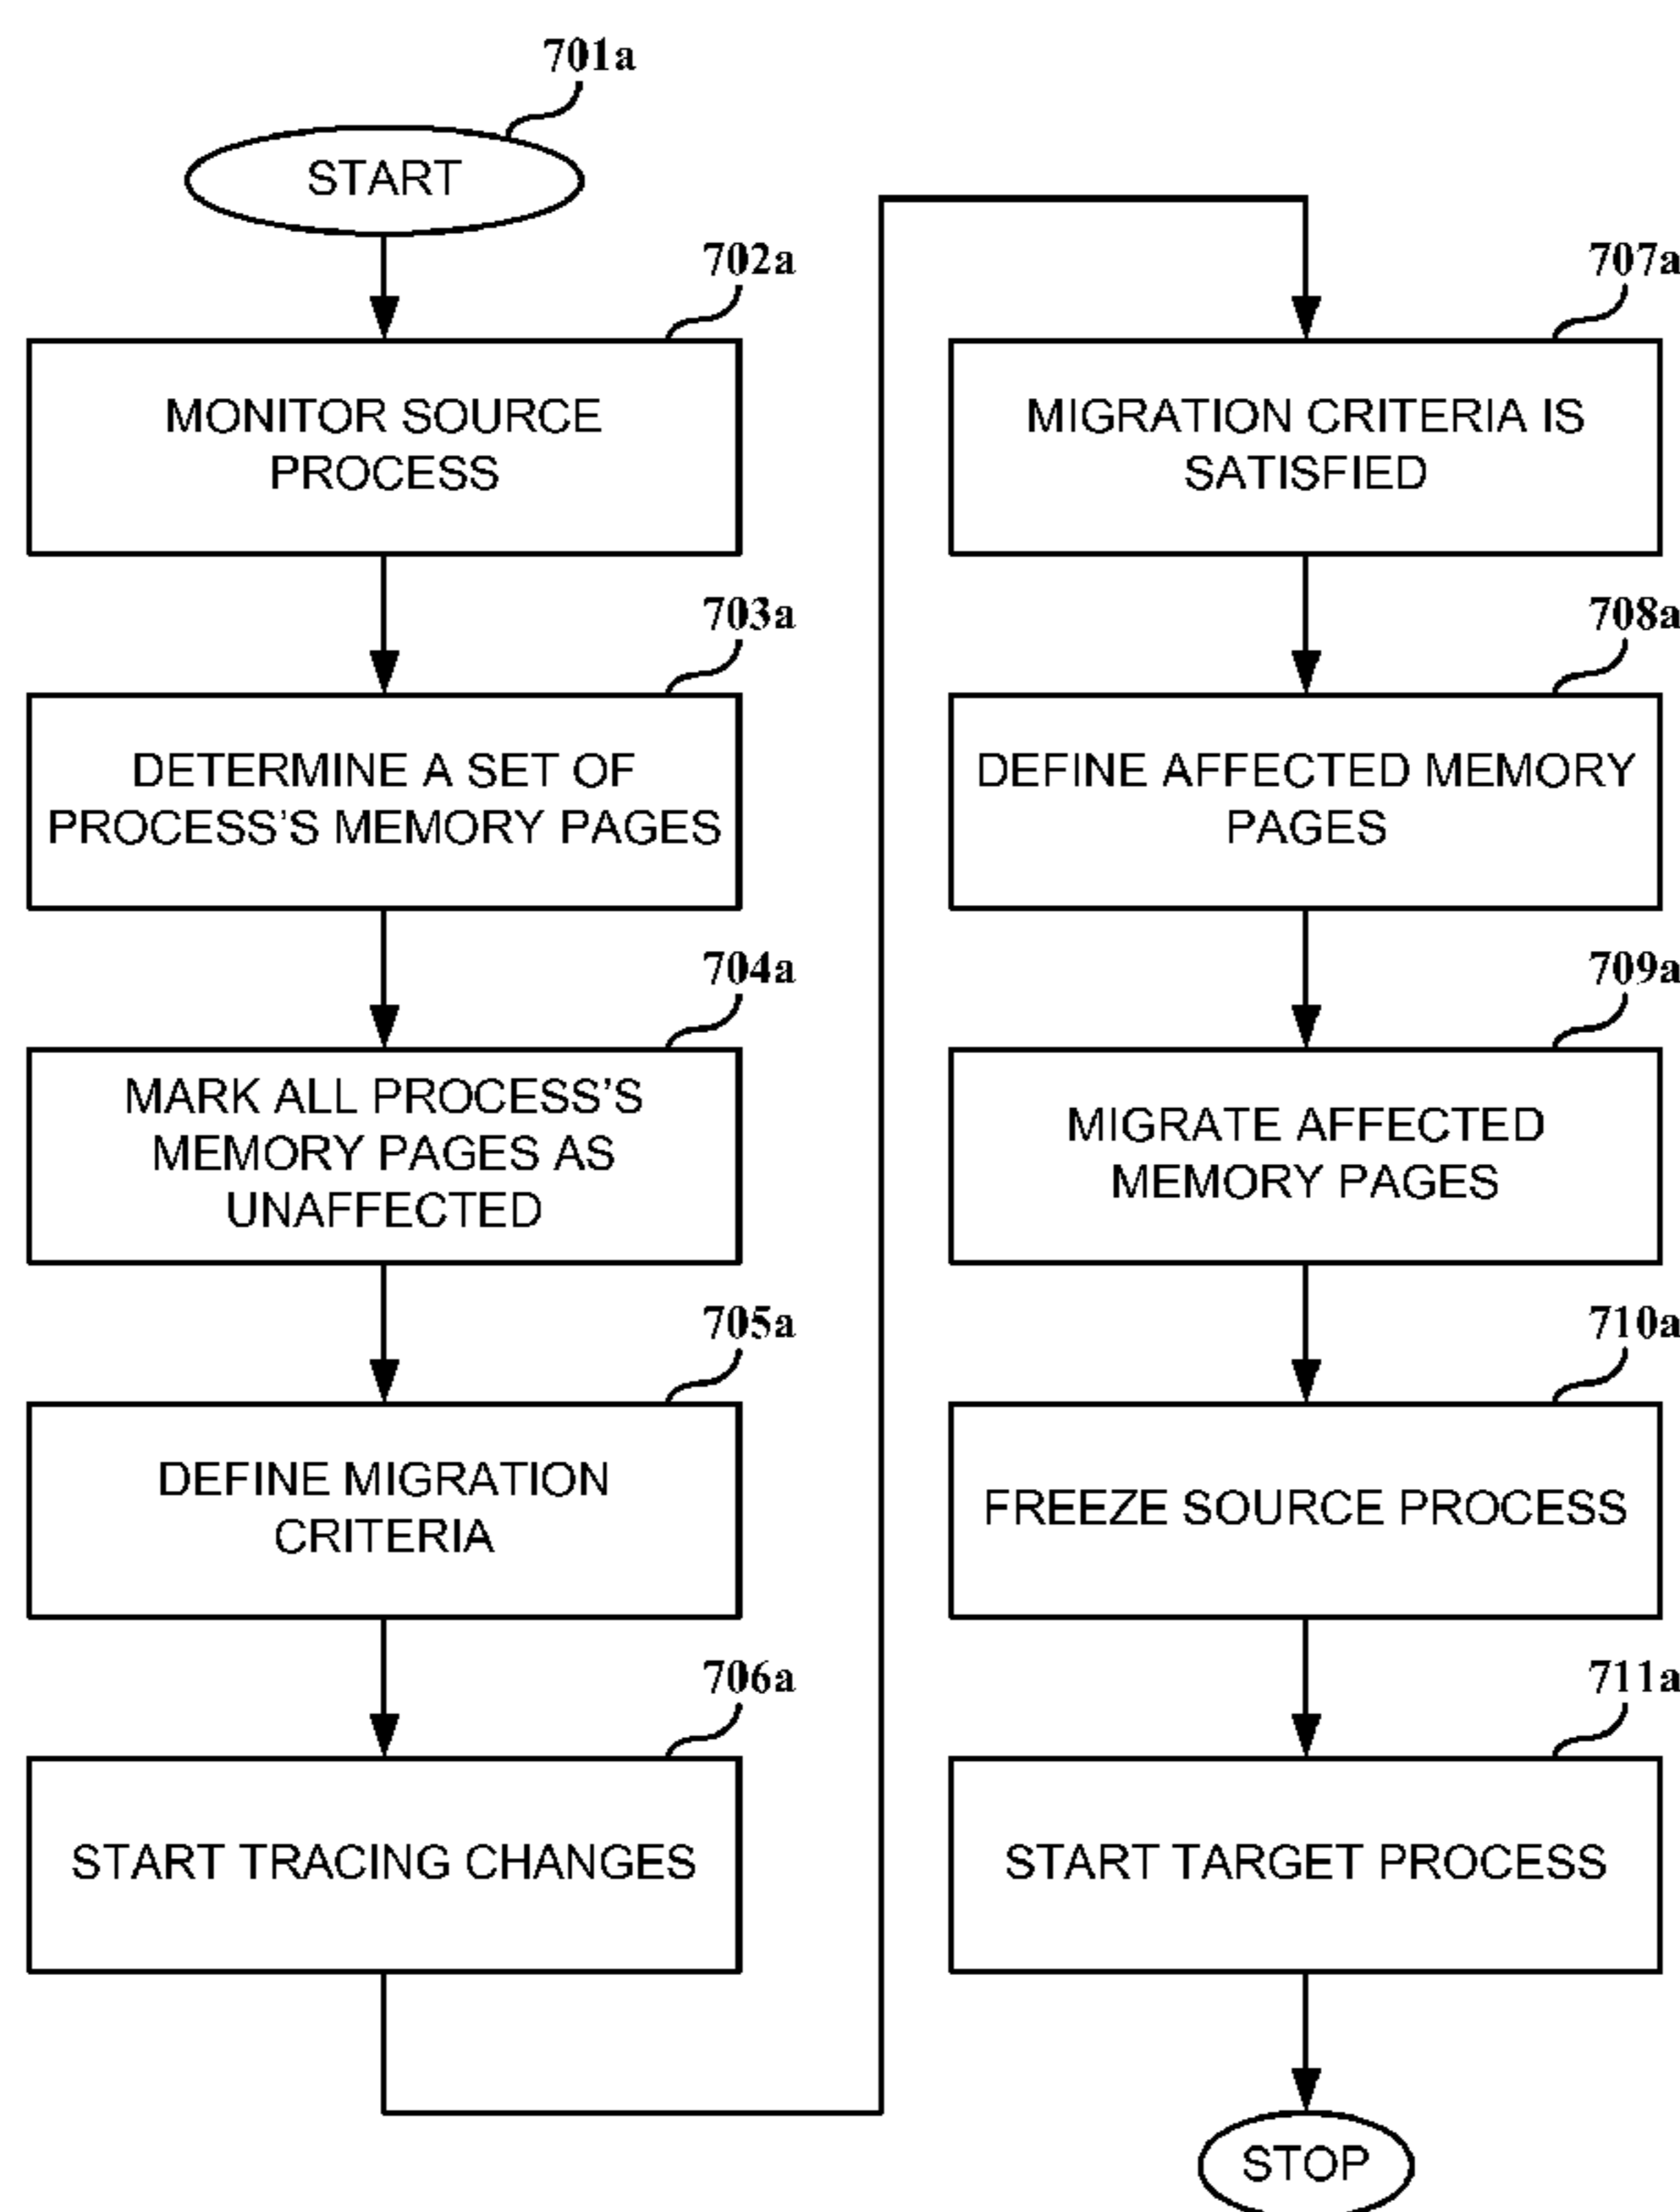 701a
START
702a
MONITOR SOURCE
PROCESS
703a
DETERMINE A SET OF
PROCESS'S MEMORY PAGES
704a
MARK ALL PROCESS'S
MEMORY PAGES AS
UNAFFECTED
705a
DEFINE MIGRATION
CRITERIA
706a
START TRACING CHANGES
707a
MIGRATION CRITERIA IS
SATISFIED
708a
DEFINE AFFECTED MEMORY
PAGES
709a
MIGRATE AFFECTED
MEMORY PAGES
710a
FREEZE SOURCE PROCESS
711a
START TARGET PROCESS
STOP